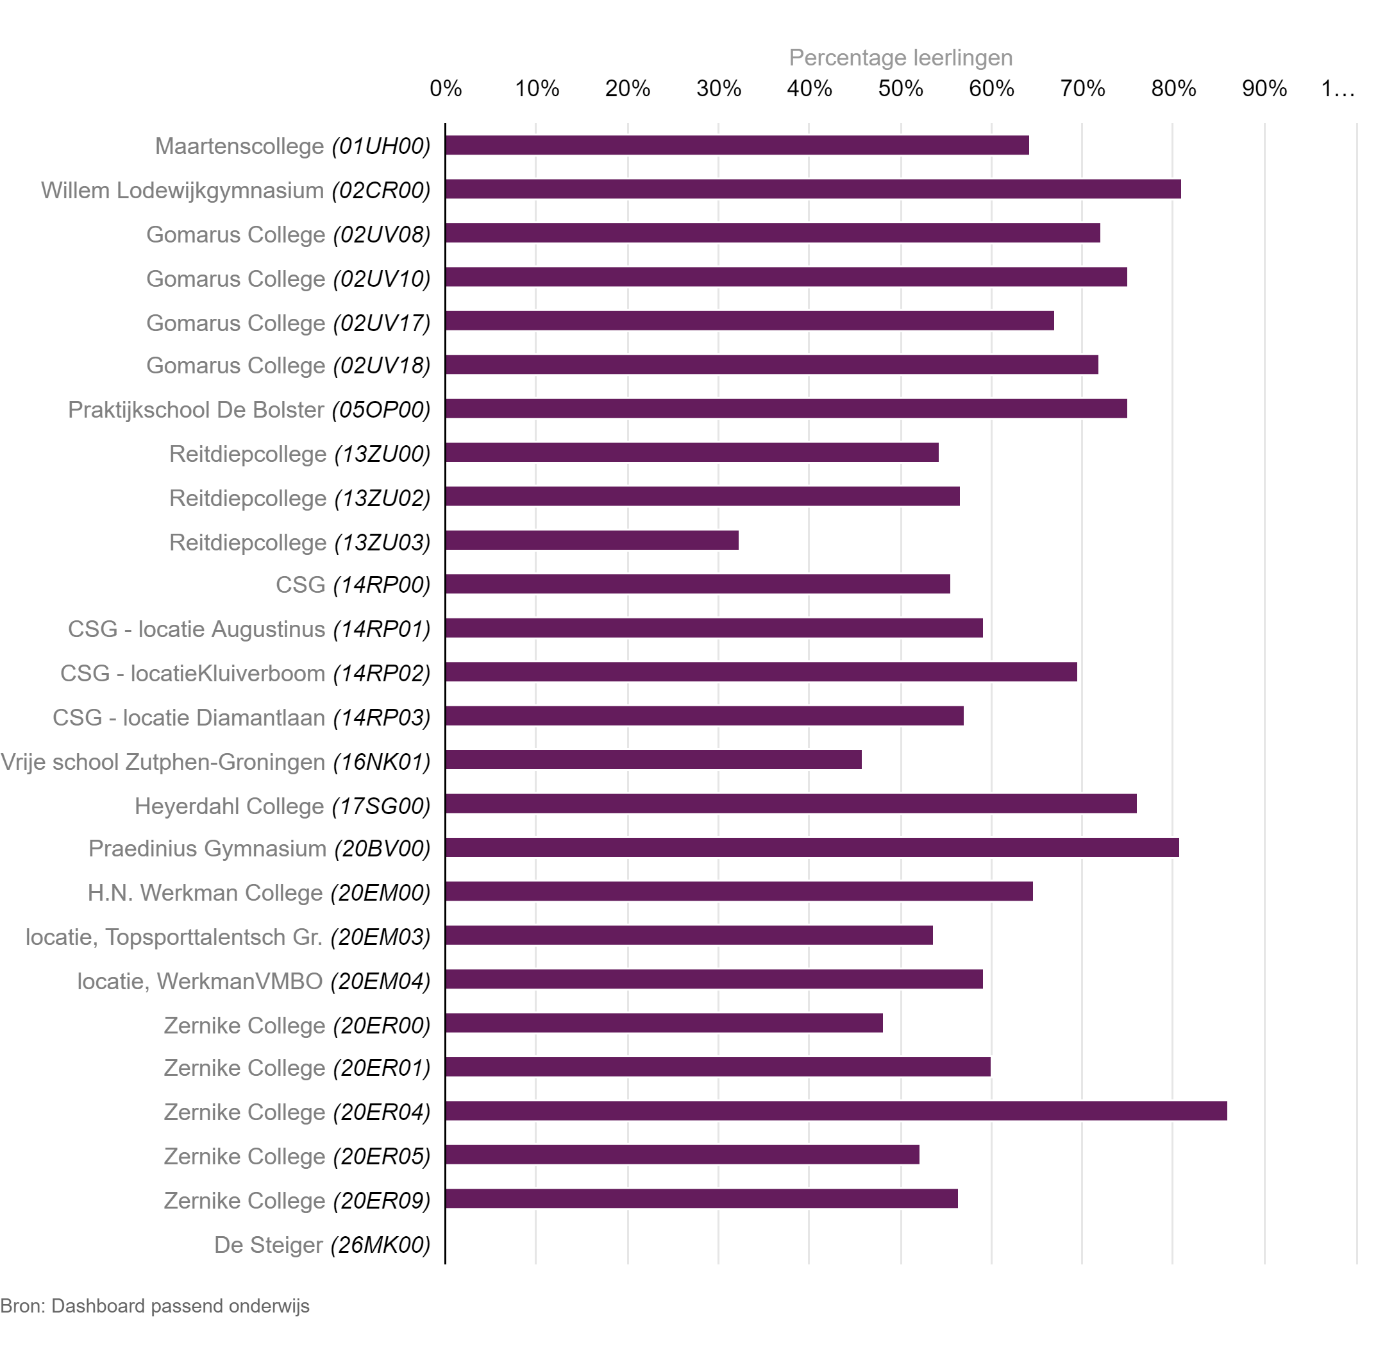 Percentage leerlingen
0% 10% 20% 30% 40% 50% 60% 70% 80% 90% 1…
Maartenscollege (01UH00)
Willem Lodewijkgymnasium (02CR00)
Gomarus College (02UV08)
Gomarus College (02UV10)
Gomarus College (02UV17)
Gomarus College (02UV18)
Praktijkschool De Bolster (05OP00)
Reitdiepcollege (13ZU00)
Reitdiepcollege (13ZU02)
Reitdiepcollege (13ZU03)
CSG (14RP00)
CSG - locatie Augustinus (14RP01)
CSG - locatieKluiverboom (14RP02)
CSG - locatie Diamantlaan (14RP03)
Vrije school Zutphen-Groningen (16NK01)
Heyerdahl College (17SG00)
Praedinius Gymnasium (20BV00)
H.N. Werkman College (20EM00)
locatie, Topsporttalentsch Gr. (20EM03)
locatie, WerkmanVMBO (20EM04)
Zernike College (20ER00)
Zernike College (20ER01)
Zernike College (20ER04)
Zernike College (20ER05)
Zernike College (20ER09)
De Steiger (26MK00)
Bron: Dashboard passend onderwijs